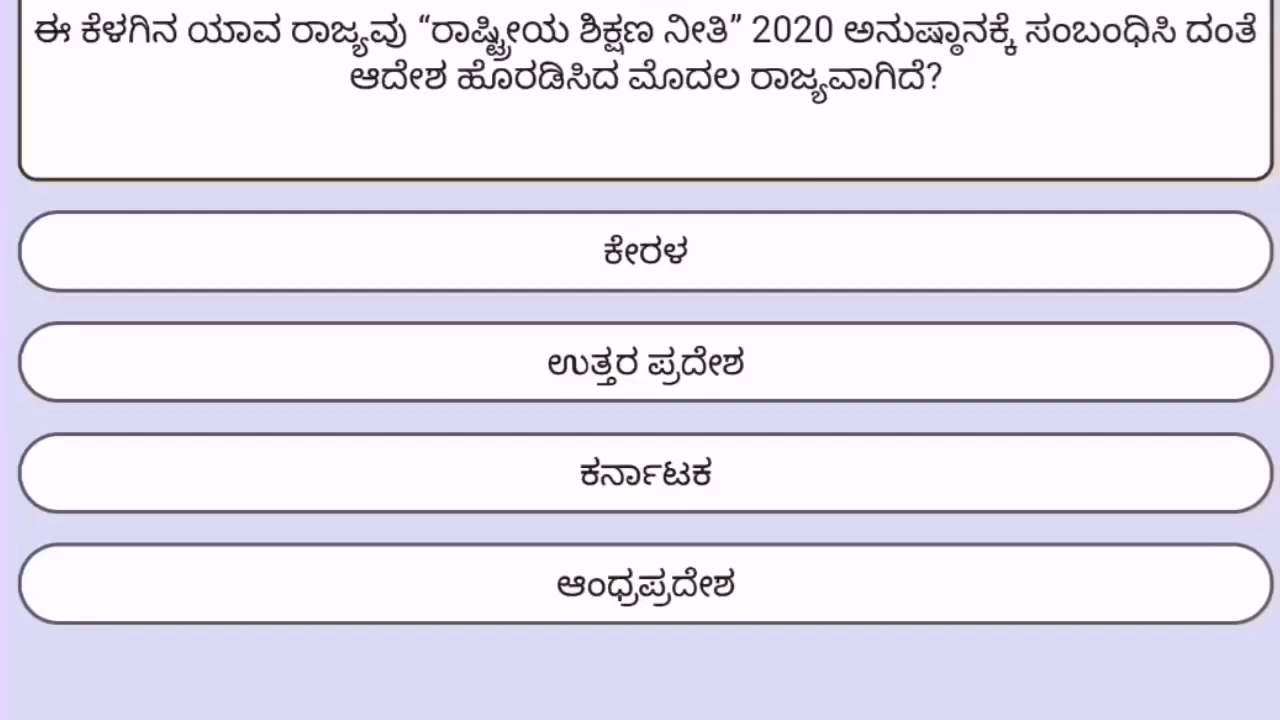 ಈ ಕೆಳಗಿನ ಯಾವ ರಾಜ್ಯವು “ರಾಷ್ಟ್ರೀಯ ಶಿಕ್ಷಣ ನೀತಿ” 2020 ಅನುಷ್ಠಾನಕ್ಕೆ ಸಂಬಂಧಿಸಿ ದಂತೆ
ಆದೇಶ ಹೊರಡಿಸಿದ ಮೊದಲ ರಾಜ್ಯವಾಗಿದೆ?
ಕೇರಳ
ಉತ್ತರ ಪ್ರದೇಶ
ಕರ್ನಾಟಕ
ಆಂಧ್ರಪ್ರದೇಶ